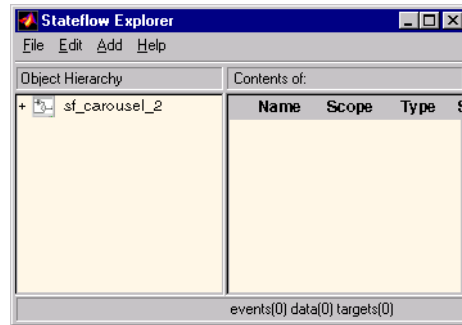 Stateflow Explorer
File Edit Add Help
Object Hierarchy Contents of:
+ sf_carousel_2 Name Scope Type S
events(0) data(0) targets(0)